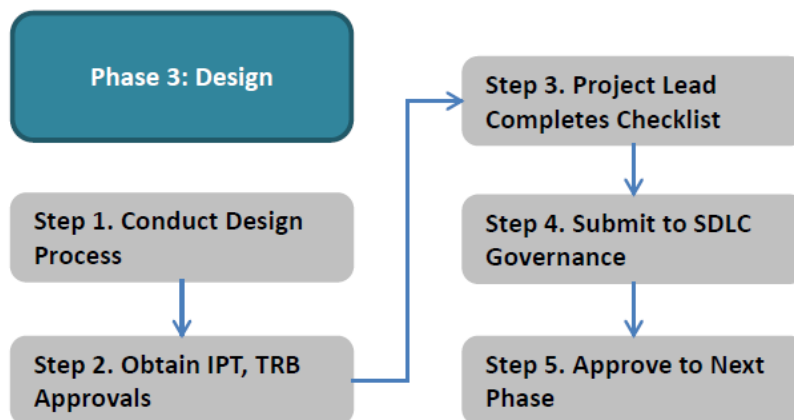 Phase 3: Design
Step 1. Conduct Design
Process
Step 2. Obtain IPT, TRB
Approvals
Step 3. Project Lead
Completes Checklist
Step 4. Submit to SDLC
Governance
Step 5. Approve to Next
Phase